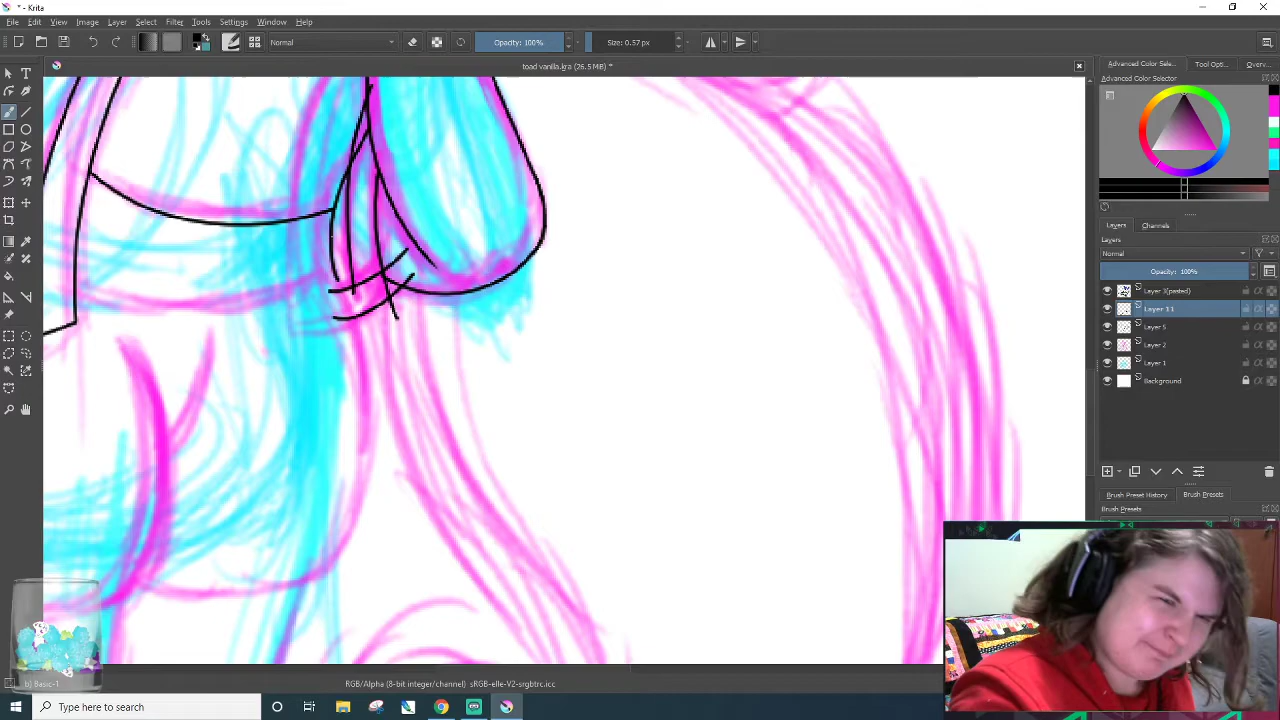 * - Krita
File Edit View Image Layer Select Filter Tools Settings Window Help
Normal
Opacity: 100%
Size: 0.57 px
toad vanilla.kra (26.5 MiB) *
Advanced Color Sele... Tool Opti... Overv...
Advanced Color Selector
Layers Channels
Layers
Normal
Opacity: 100%
Layer 3(pasted)
Layer 11
Layer 5
Layer 2
Layer 1
Background
Brush Preset History Brush Presets
Brush Presets
b) Basic-1
RGB/Alpha (8-bit integer/channel) sRGB-elle-V2-srgbtrc.icc
Type here to search